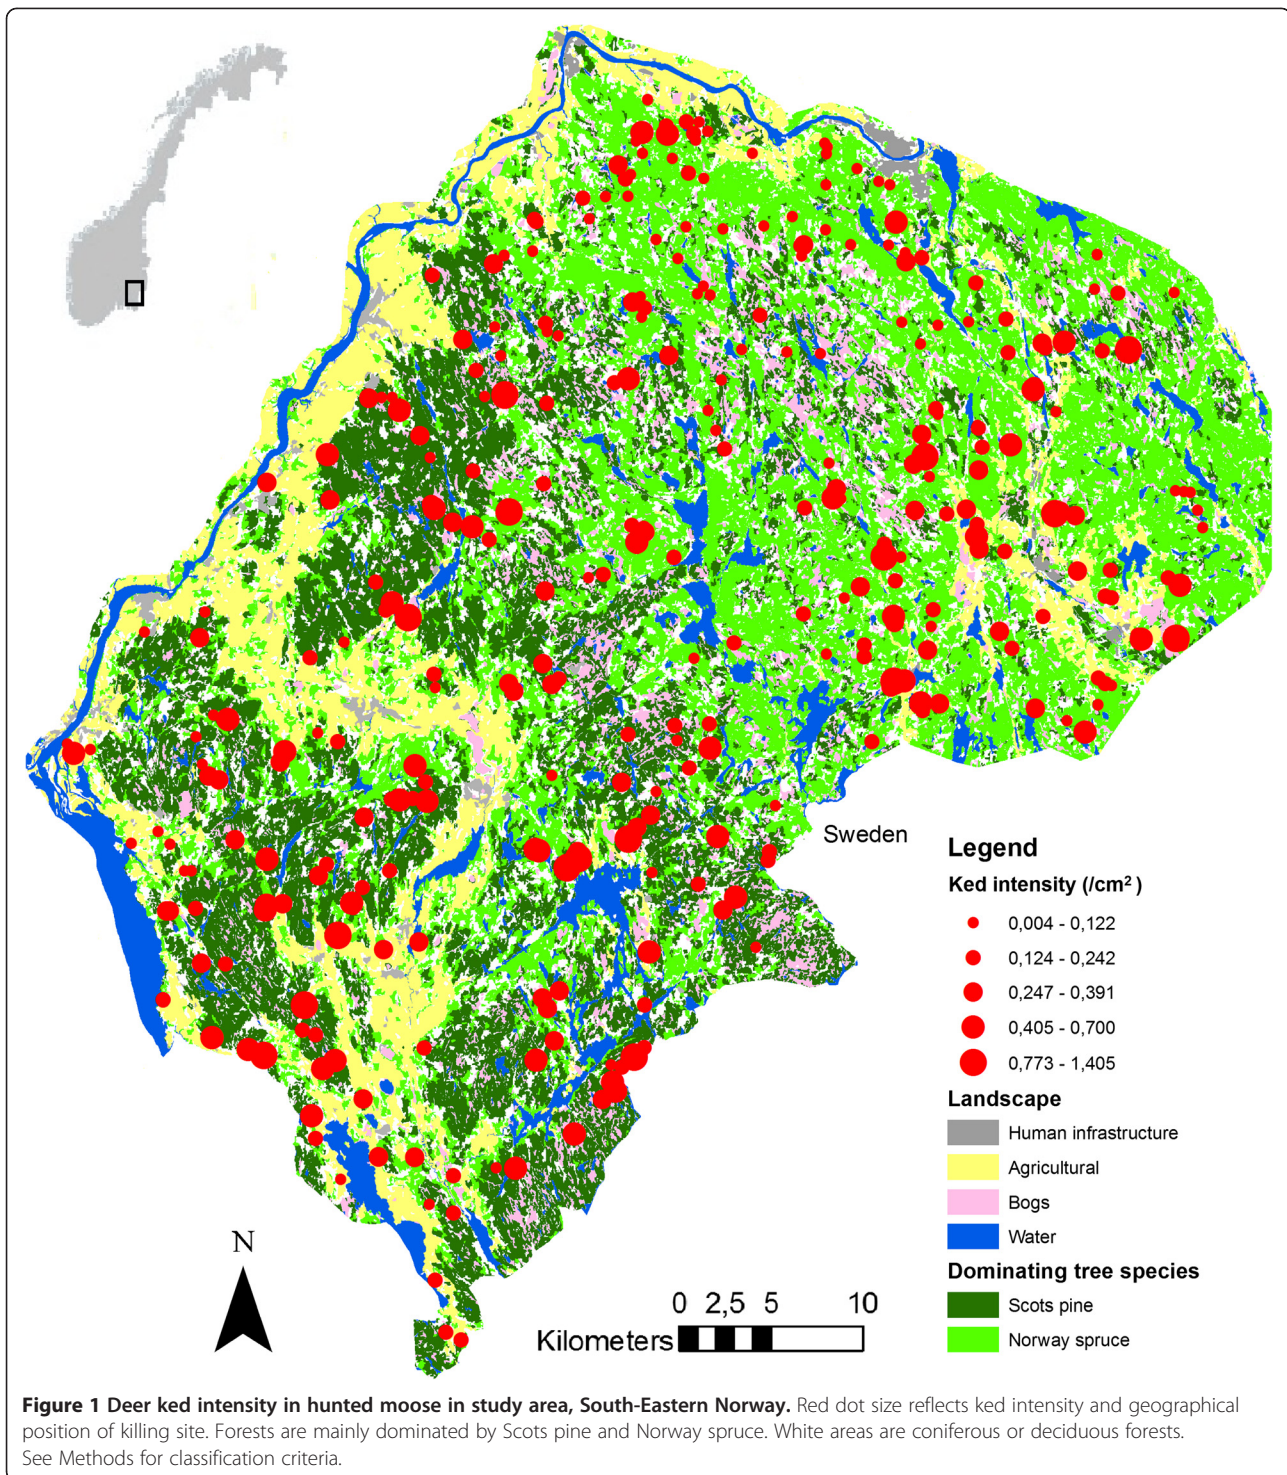 Sweden
Legend
Ked intensity (/cm²)
0,004 - 0,122
0,124 - 0,242
0,247 - 0,391
0,405 - 0,700
0,773 - 1,405
Landscape
Human infrastructure
Agricultural
Bogs
Water
Dominating tree species
Scots pine
Norway spruce
N
0 2,5 5 10
Kilometers
Figure 1 Deer ked intensity in hunted moose in study area, South-Eastern Norway. Red dot size reflects ked intensity and geographical
position of killing site. Forests are mainly dominated by Scots pine and Norway spruce. White areas are coniferous or deciduous forests.
See Methods for classification criteria.